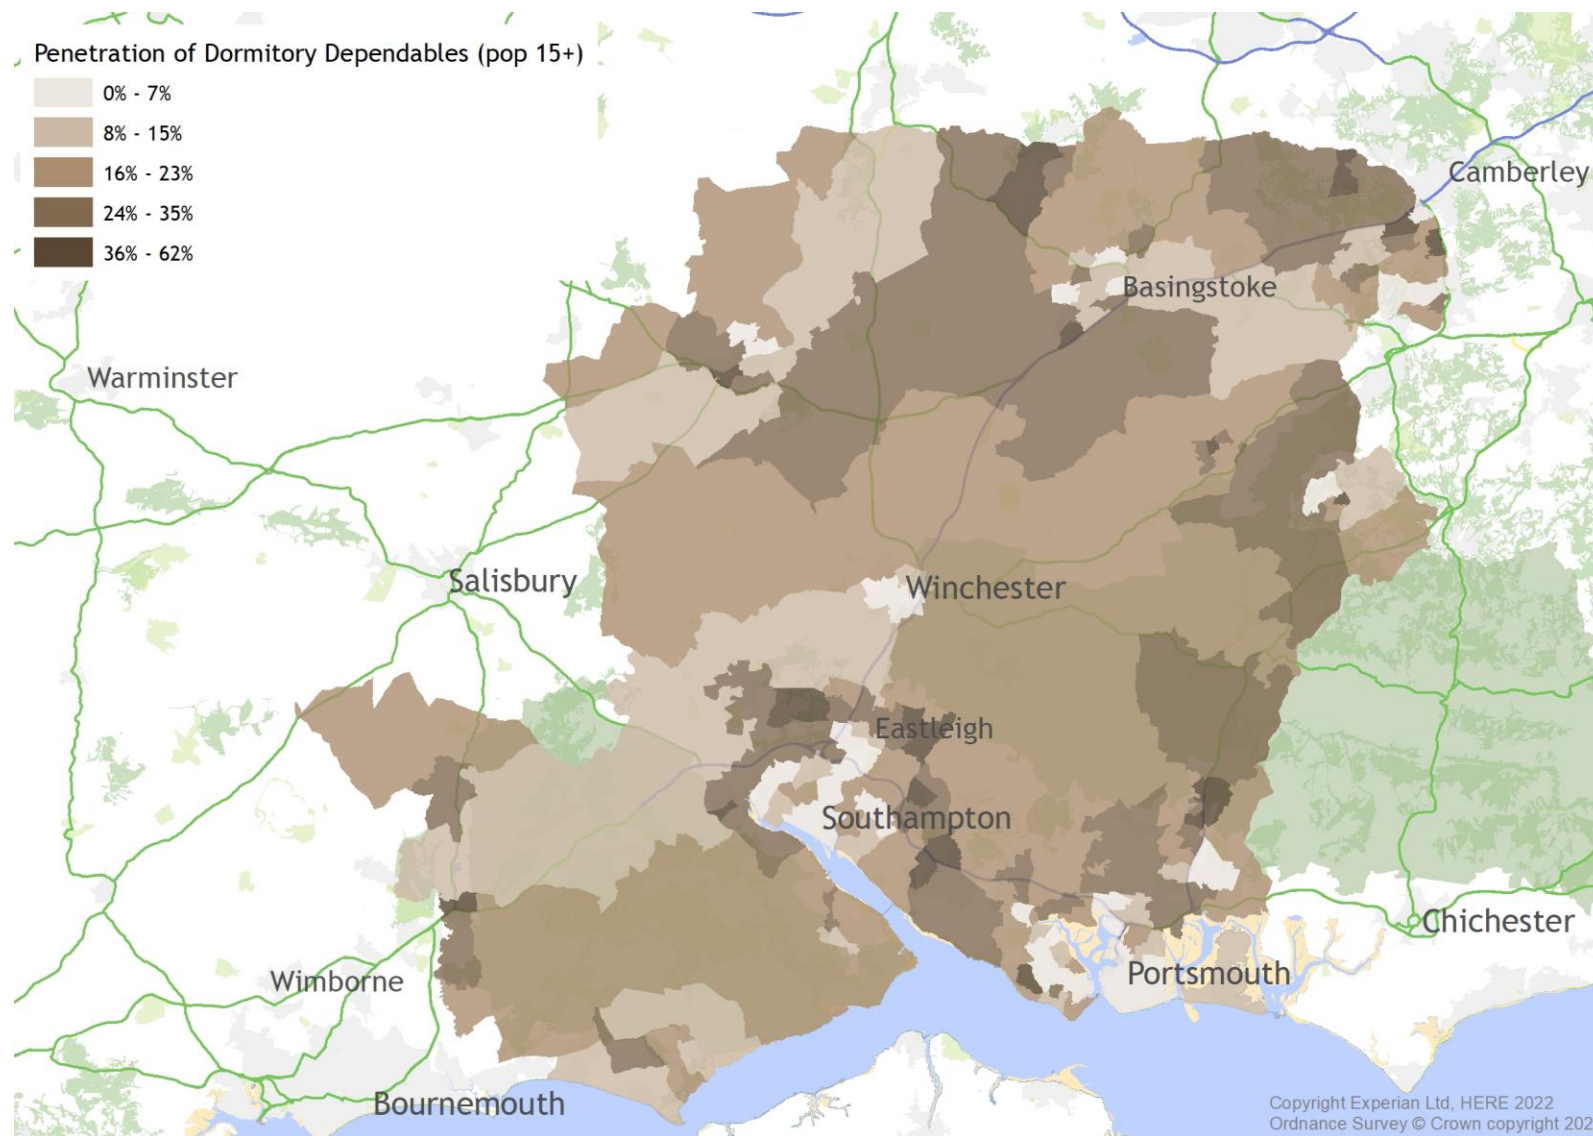 Penetration of Dormitory Dependables (pop 15+)
0% - 7%
8% - 15%
16% - 23%
24% - 35%
36% - 62%
Camberley
Basingstoke
Warminster
Salisbury
Winchester
Eastleigh
Southampton
Chichester
Wimborne
Portsmouth
Bournemouth
Copyright Experian Ltd, HERE 2022
Ordnance Survey © Crown copyright 202